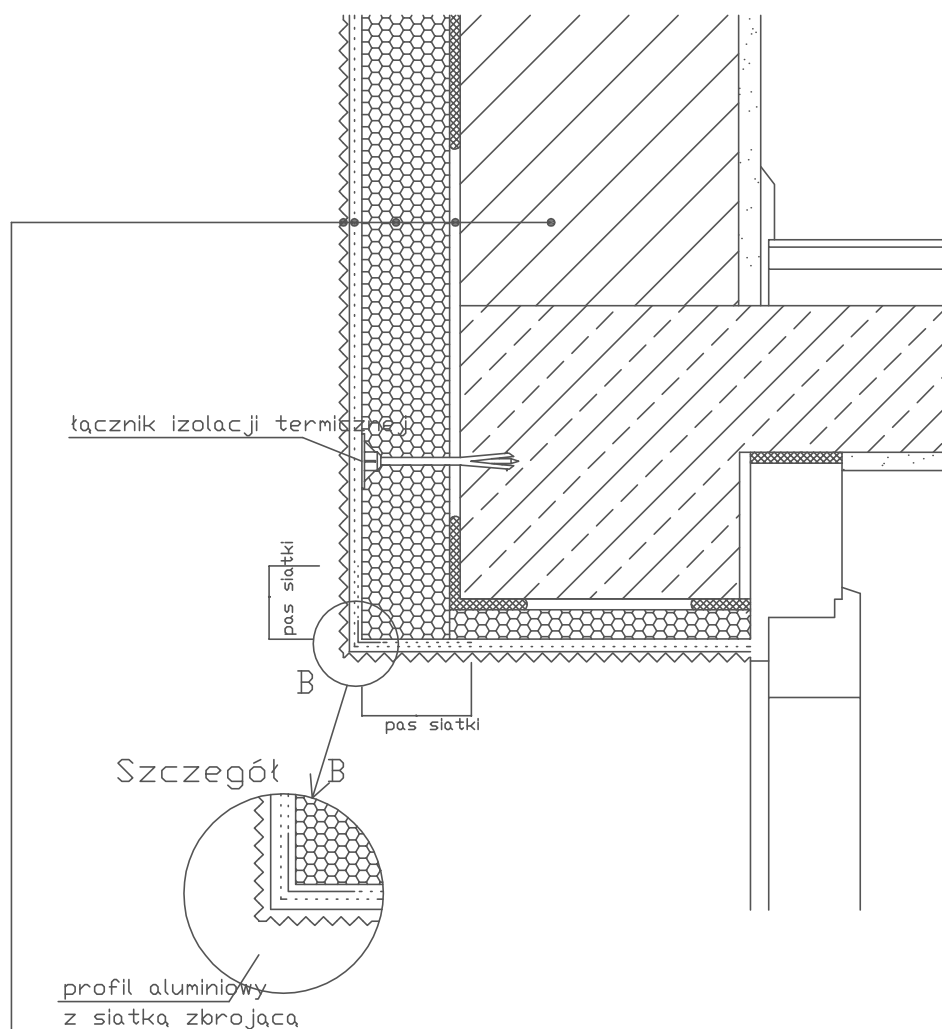 łącznik izolacji termicznej
pas siatki
B
pas siatki
Szczegół B
profil aluminiowy
z siatką zbrojącą